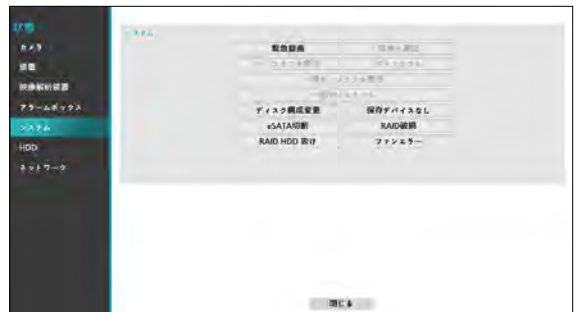 状態
カメラ
装置
映像解析装置
アラームボックス
システム
HDD
ネットワーク
システム
緊急録画
ディスク構成変更 保存デバイスなし
eSATA切断 RAID破損
RAID HDD 抜け ファンエラー
閉じる